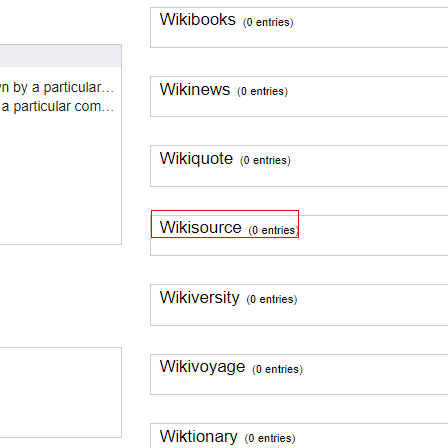 Wikibooks (0 entries)
by a particular…
a particular com…
Wikinews (0 entries)
Wikiquote (0 entries)
Wikisource (0 entries)
Wikiversity (0 entries)
Wikivoyage (0 entries)
Wiktionary (0 entries)